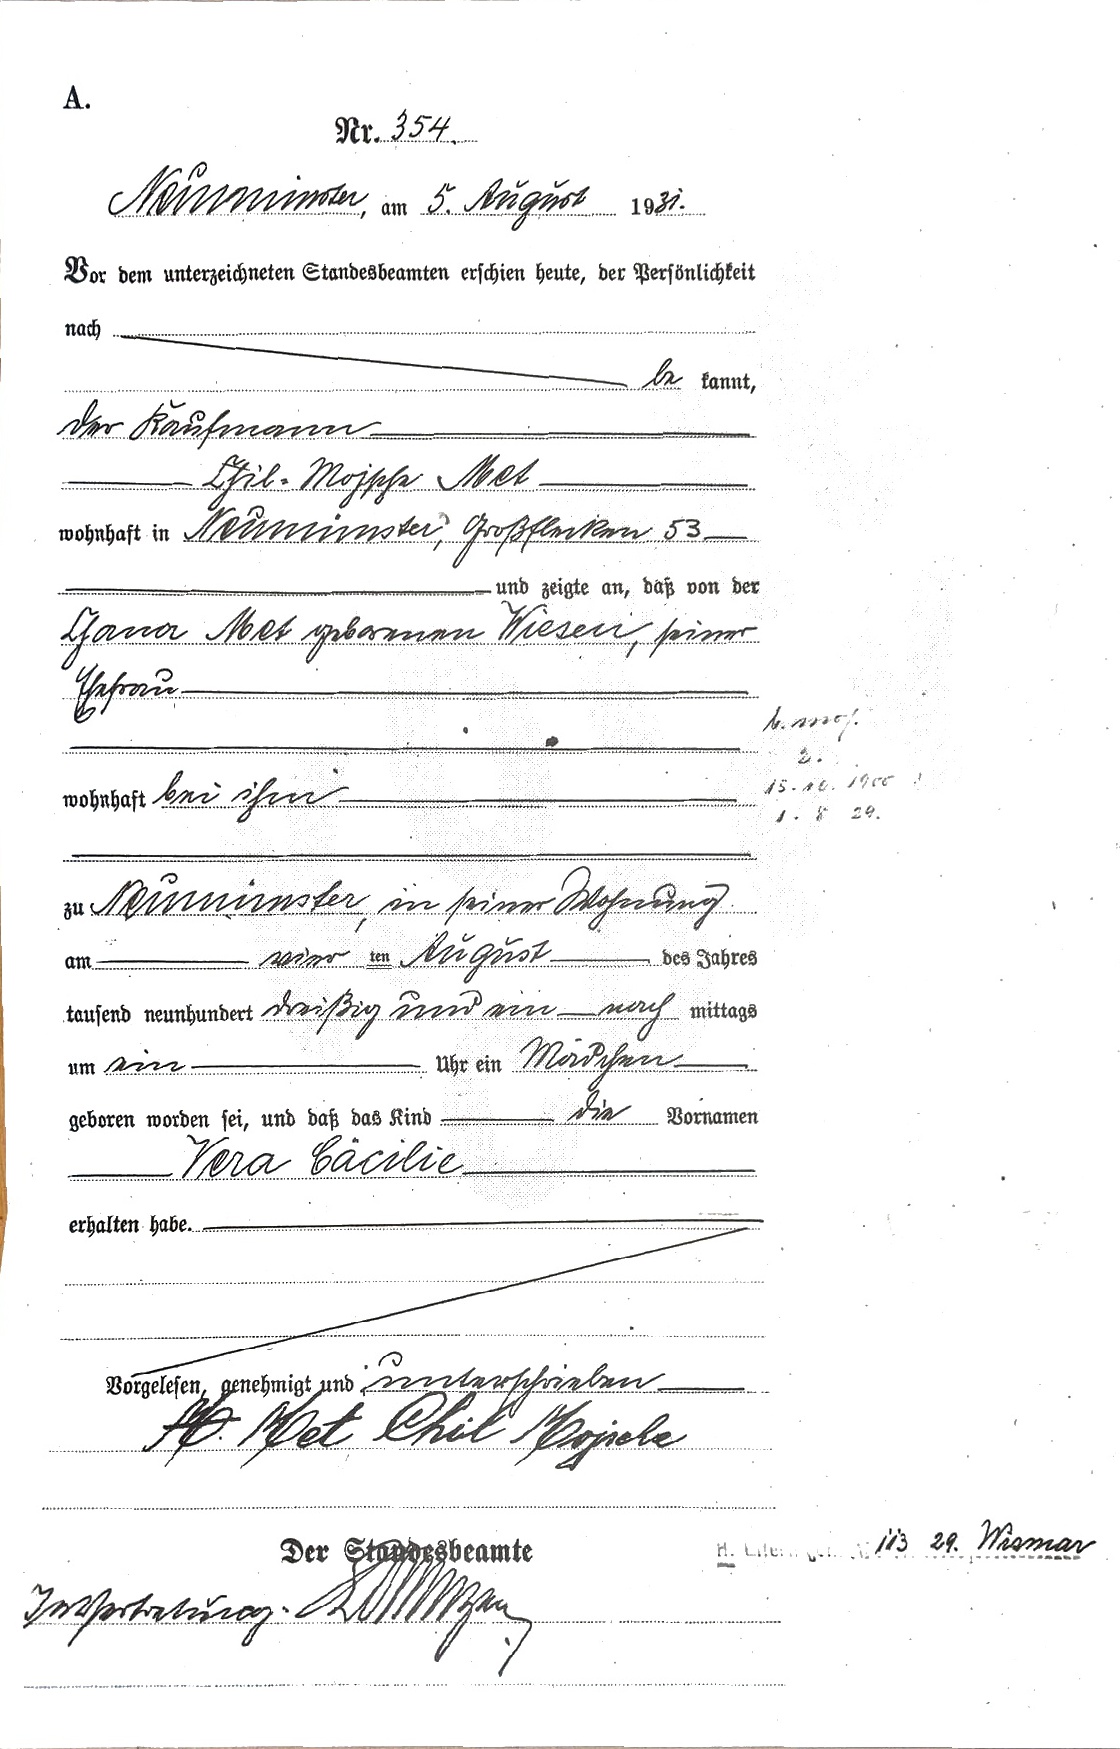 A.
Nr. 354.
Neumünster, am 5. August 1931.
Vor dem unterzeichneten Standesbeamten erschien heute, der Persönlichkeit
nach
be kannt,
der Kaufmann
Chil-Mojsche Met
wohnhaft in Neumünster, Großflecken 53
und zeigte an, daß von der
Chana Met geborenen Wiesen, seiner
Ehefrau
b. mos.
2.
wohnhaft bei ihm
15. 10. 1900
1. 8 29.
zu Neumünster, in seiner Wohnung
am vier ten August des Jahres
tausend neunhundert dreißig und ein nach mittags
um ein Uhr ein Mädchen
geboren worden sei, und daß das Kind die Vornamen
Vera Cäcilie
erhalten habe.
Vorgelesen, genehmigt und unterschrieben
Met Chil Mojsche
Der Standesbeamte
113 29. Wismar
In Vertretung.